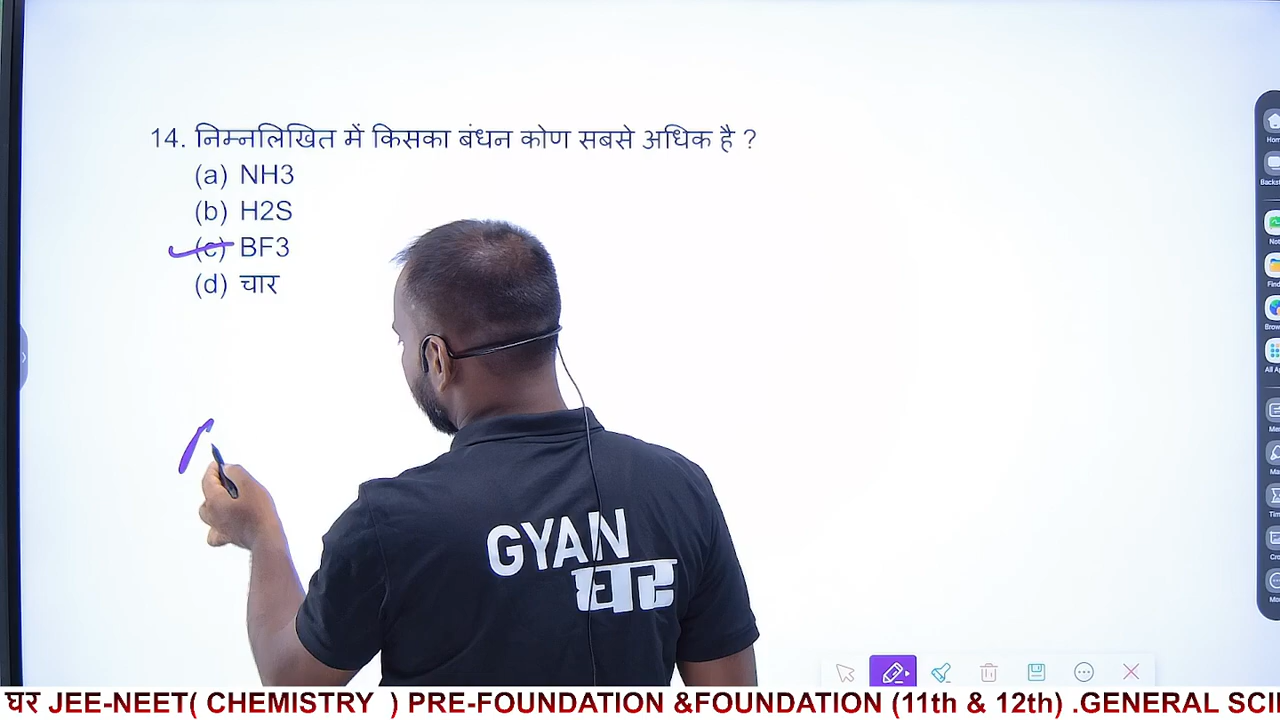 14. निम्नलिखित में किसका बंधन कोण सबसे अधिक है ?
(a) NH3
(b) H2S
(c) BF3
(d) चार
GYAN
घर
घर JEE-NEET( CHEMISTRY ) PRE-FOUNDATION &FOUNDATION (11th & 12th) .GENERAL SCI